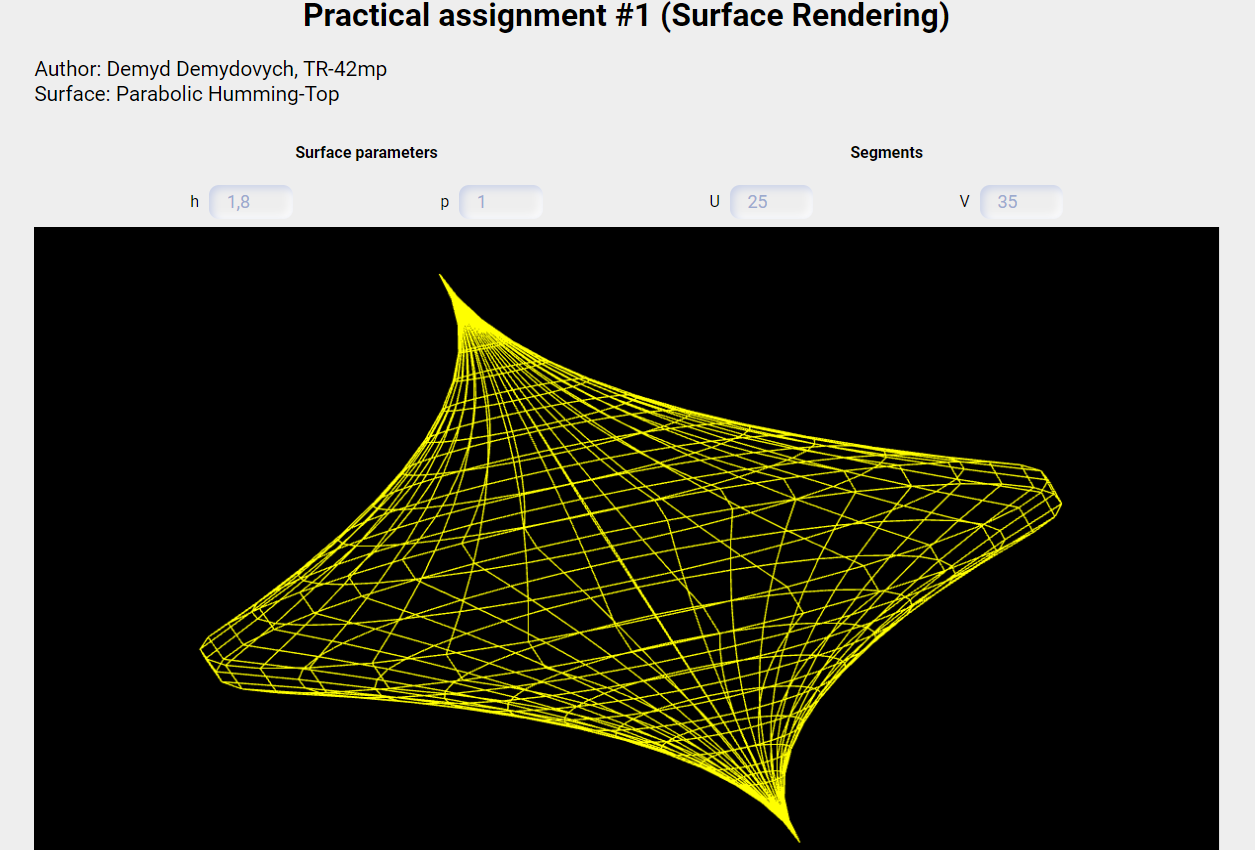 Practical assignment #1 (Surface Rendering)
Author: Demyd Demydovych, TR-42mp
Surface: Parabolic Humming-Top
Surface parameters
Segments
h 1,8 p 1 U 25 V 35